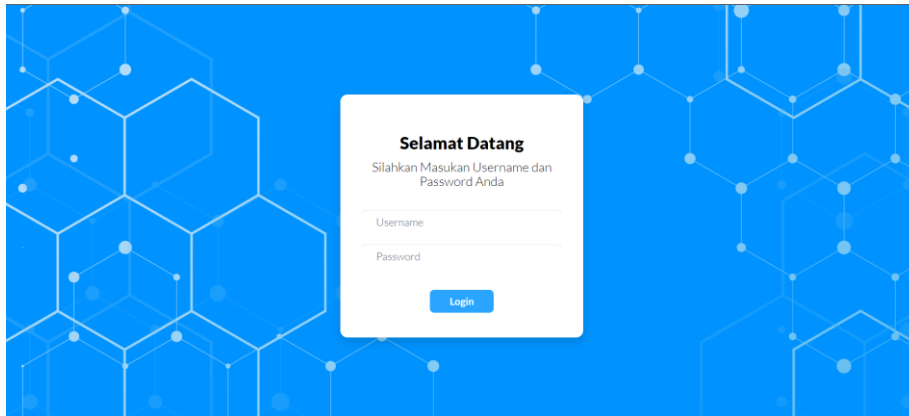 Selamat Datang
Silahkan Masukan Username dan
Password Anda
Username
Password
Login